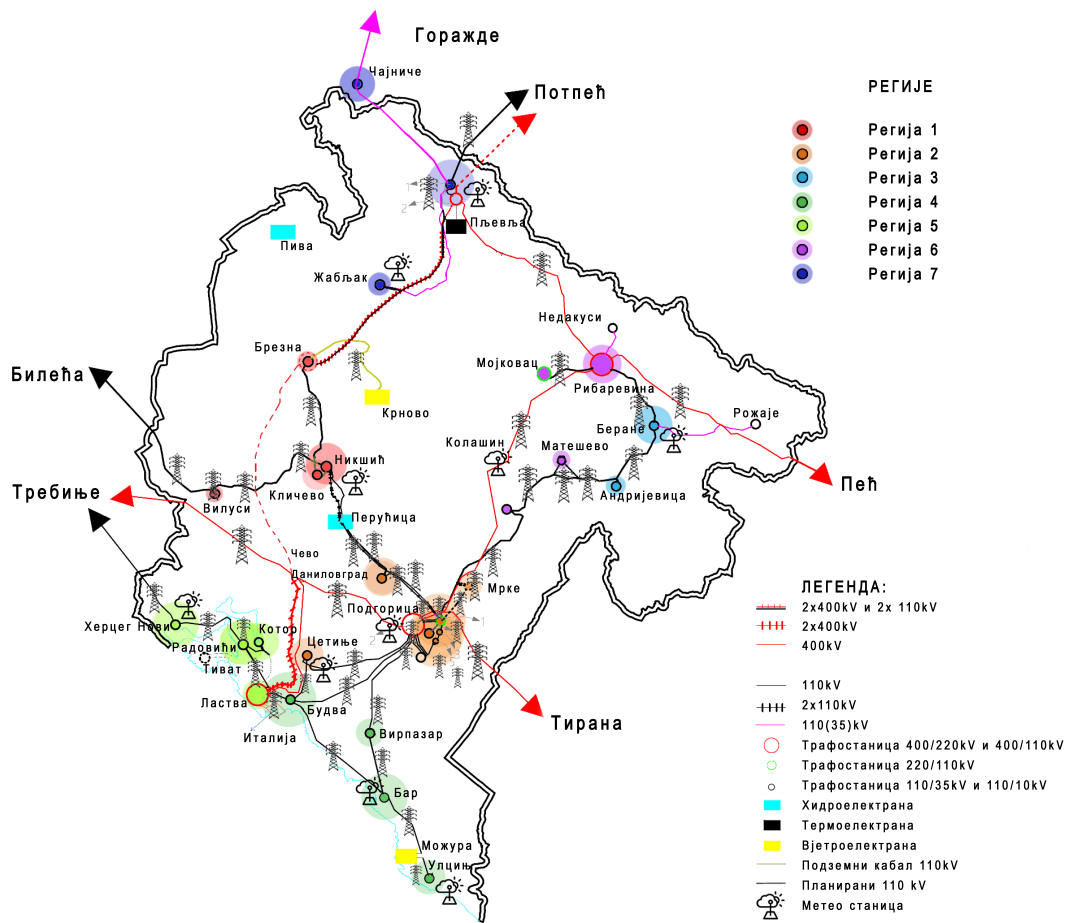 Горажде
Чајниче
Потпећ
РЕГИЈЕ
Регија 1
Регија 2
Регија 3
Регија 4
Регија 5
Регија 6
Регија 7
1
2
Пљевља
Пива
Жабљак
Недакуси
Брезна
Мојковац
Билећа
Рибаревина
Крново
Рожаје
Беране
Колашин
Матешево
Никшић
Пећ
Требиње
Кличево
Андријевица
Вилуси
Перућица
Чево
Даниловград
Мрке
Подгорица
1
2
Херцег Нови
Котор
Радовићи
Цетиње
Тиват
Ластва
Будва
Тирана
Италија
Вирпазар
Бар
Можура
Улцињ
ЛЕГЕНДА:
2x400kV и 2x 110kV
2x400kV
400kV
110kV
2x110kV
110(35)kV
Трафостаница 400/220kV и 400/110kV
Трафостаница 220/110kV
Трафостаница 110/35kV и 110/10kV
Хидроелектрана
Термоелектрана
Вјетроелектрана
Подземни кабал 110kV
Планирани 110 kV
Метео станица